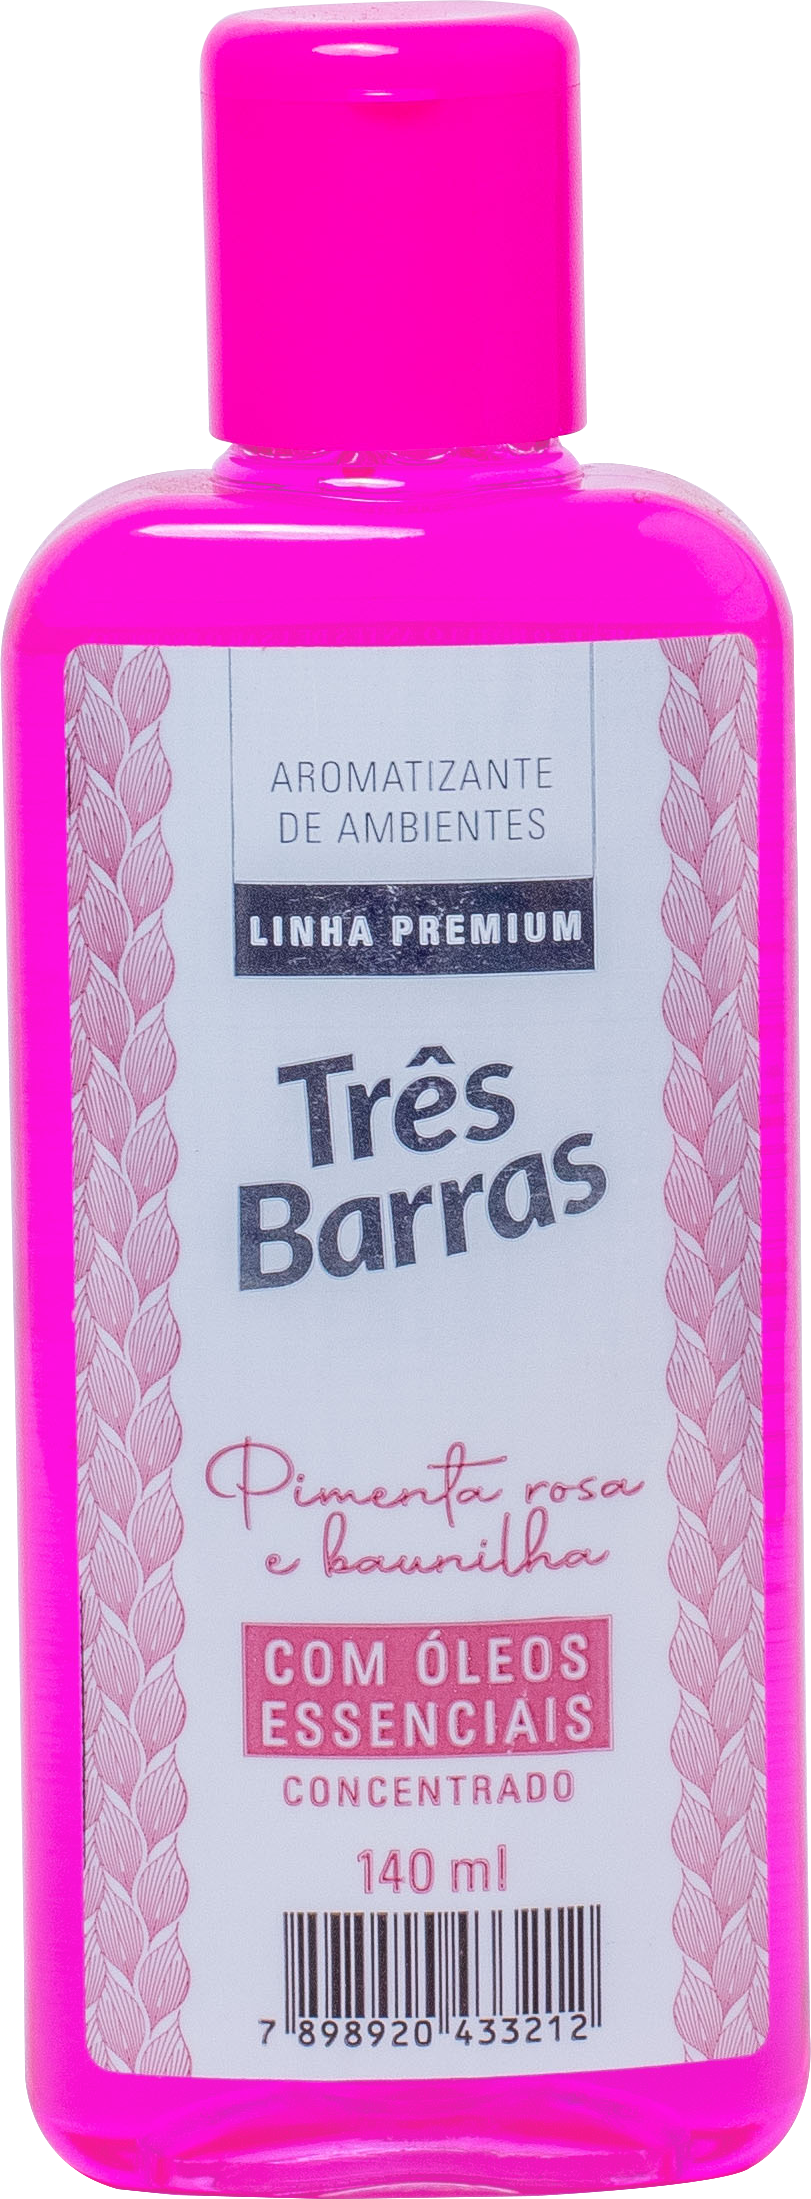 AROMATIZANTE
DE AMBIENTES
LINHA PREMIUM
Três
Barras
Pimenta rosa
e baunilha
COM ÓLEOS
ESSENCIAIS
CONCENTRADO
140 ml
7 898920 433212